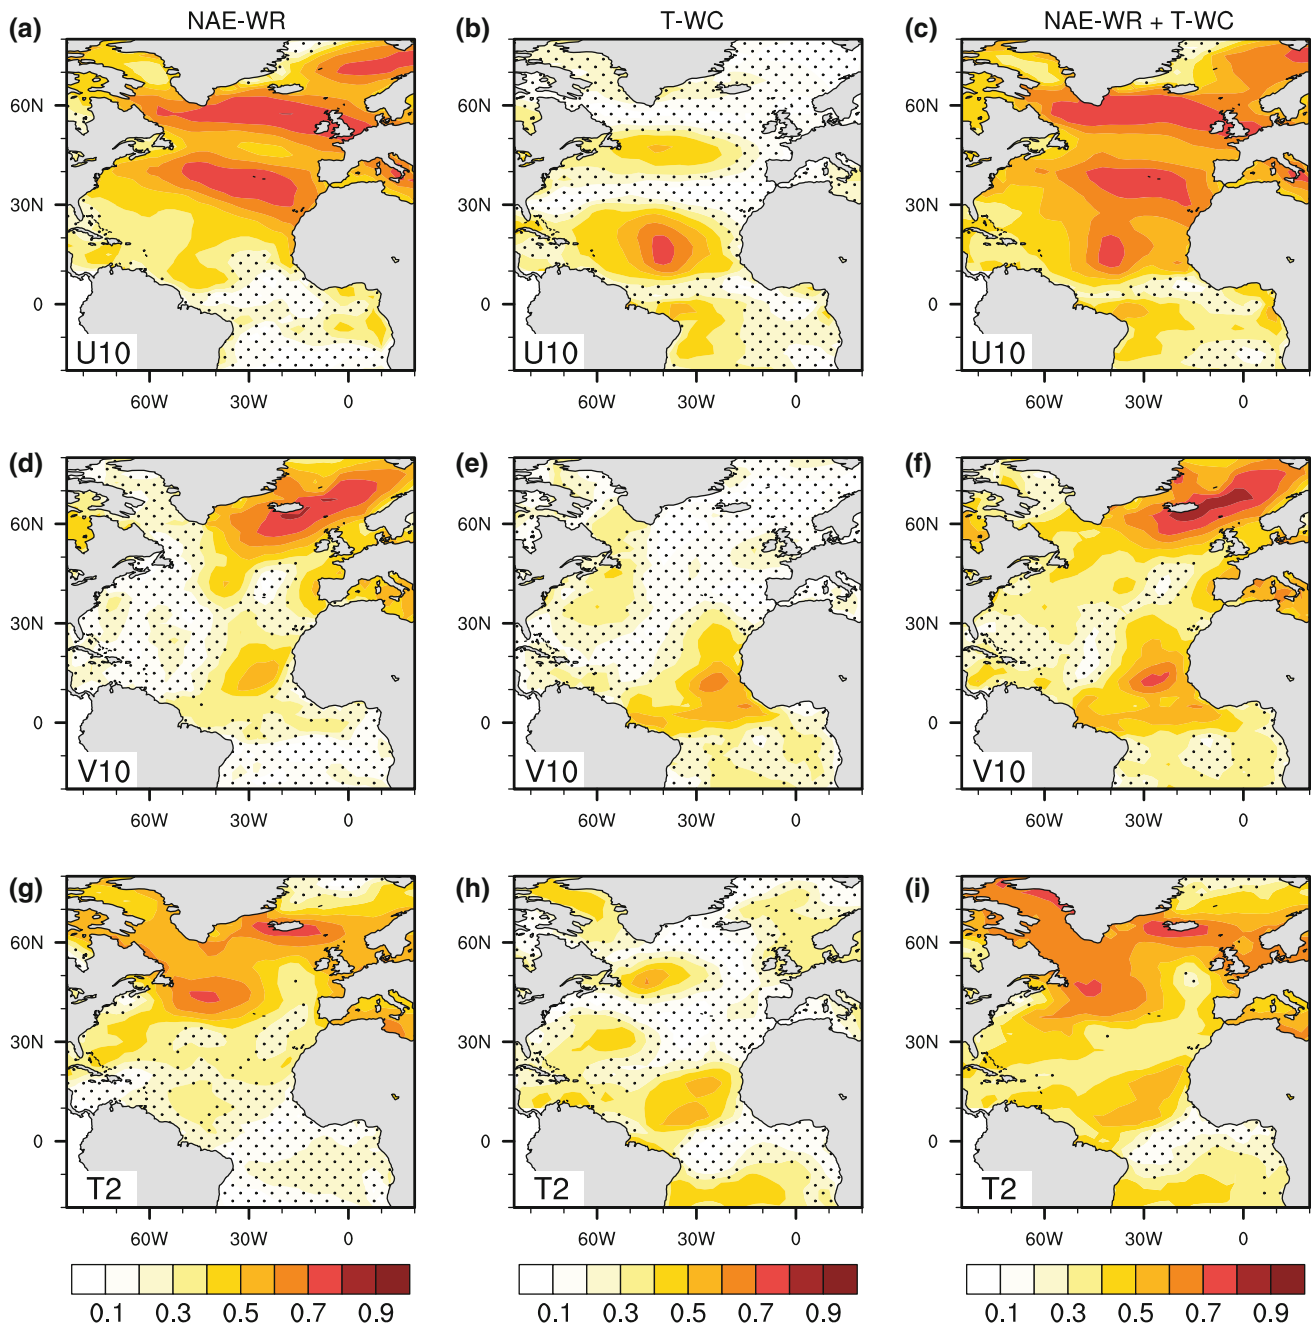 NAE-WR T-WC NAE-WR + T-WC
(a) (b) (c)
60N 60N 60N
30N 30N 30N
0 0 0
U10 U10 U10
60W 30W 0 60W 30W 0 60W 30W 0
(d) (e) (f)
60N 60N 60N
30N 30N 30N
0 0 0
V10 V10 V10
60W 30W 0 60W 30W 0 60W 30W 0
(g) (h) (i)
60N 60N 60N
30N 30N 30N
0 0 0
T2 T2 T2
60W 30W 0 60W 30W 0 60W 30W 0
0.1 0.3 0.5 0.7 0.9 0.1 0.3 0.5 0.7 0.9 0.1 0.3 0.5 0.7 0.9